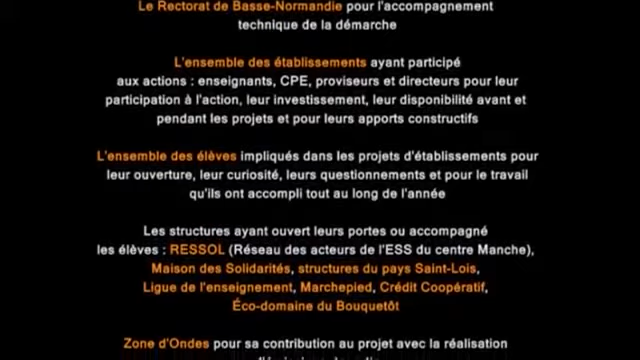 Le Rectorat de Basse-Normandie pour l'accompagnement
technique de la démarche
L'ensemble des établissements ayant participé
aux actions : enseignants, CPE, proviseurs et directeurs pour leur
participation à l'action, leur investissement, leur disponibilité avant et
pendant les projets et pour leurs apports constructifs
L'ensemble des élèves impliqués dans les projets d'établissements pour
leur ouverture, leur curiosité, leurs questionnements et pour le travail
qu'ils ont accompli tout au long de l'année
Les structures ayant ouvert leurs portes ou accompagné
les élèves : RESSOL (Réseau des acteurs de l'ESS du centre Manche),
Maison des Solidarités, structures du pays Saint-Lois,
Ligue de l'enseignement, Marchepied, Crédit Coopératif,
Éco-domaine du Bouquetôt
Zone d'Ondes pour sa contribution au projet avec la réalisation